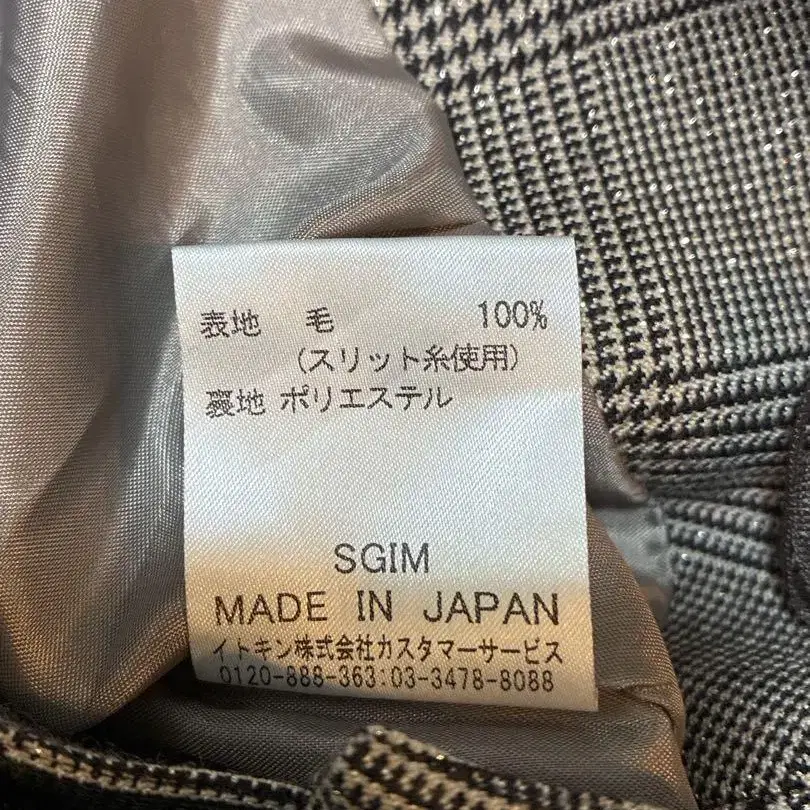 表地 毛 100%
(スリット糸使用)
裏地 ポリエステル
SGIM
MADE IN JAPAN
イトキン株式会社カスタマーサービス
0120-888-363:03-3478-8088